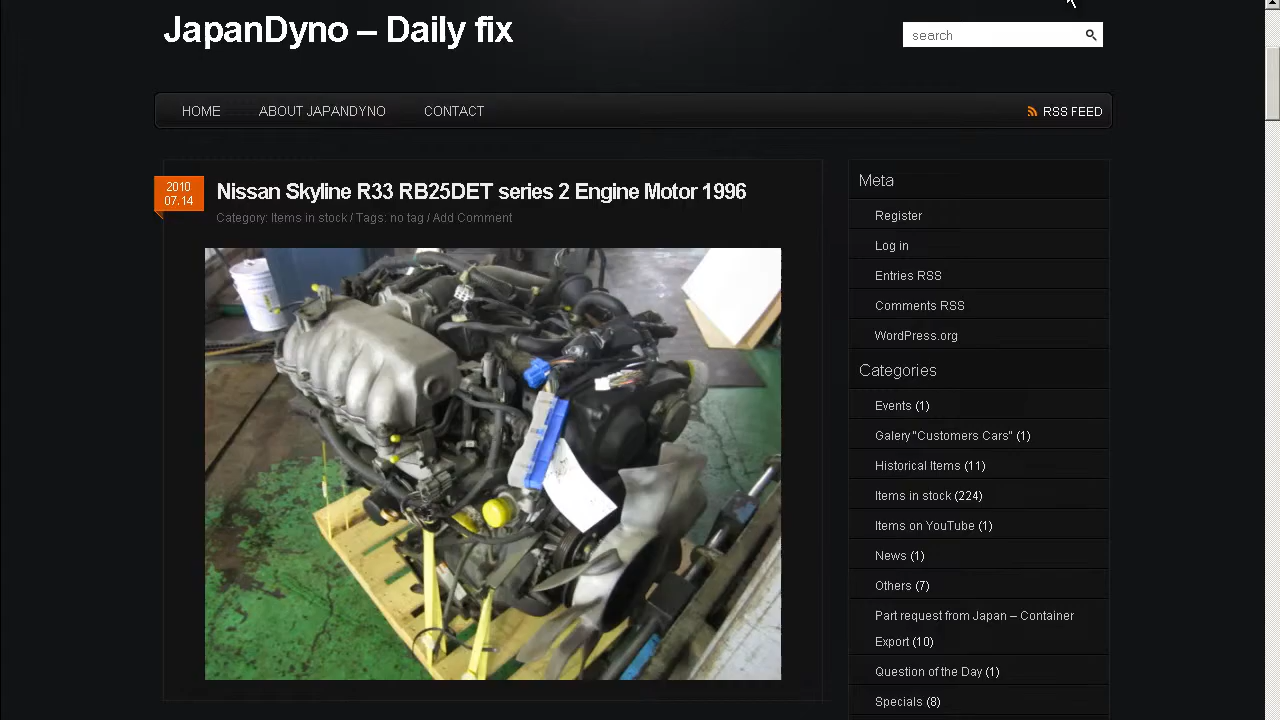 JapanDyno – Daily fix
search
HOME
ABOUT JAPANDYNO
CONTACT
RSS FEED
2010
07.14
Nissan Skyline R33 RB25DET series 2 Engine Motor 1996
Category: Items in stock / Tags: no tag / Add Comment
Meta
Register
Log in
Entries RSS
Comments RSS
WordPress.org
Categories
Events (1)
Galery "Customers Cars" (1)
Historical Items (11)
Items in stock (224)
Items on YouTube (1)
News (1)
Others (7)
Part request from Japan – Container
Export (10)
Question of the Day (1)
Specials (8)